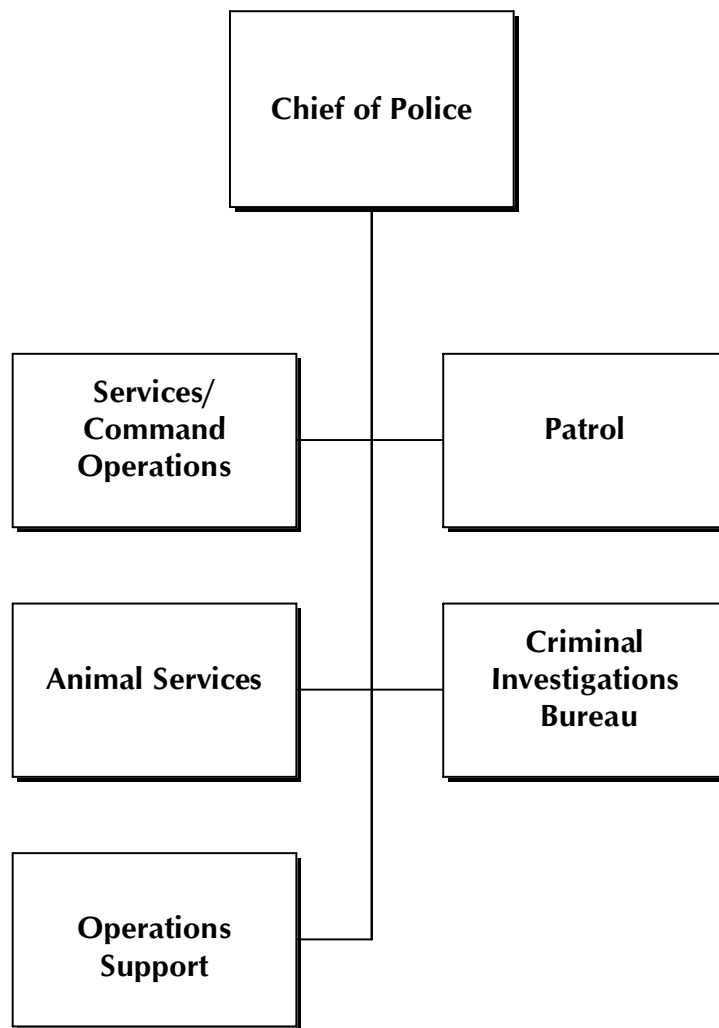 Chief of Police
Services/
Command
Operations
Patrol
Animal Services
Criminal
Investigations
Bureau
Operations
Support